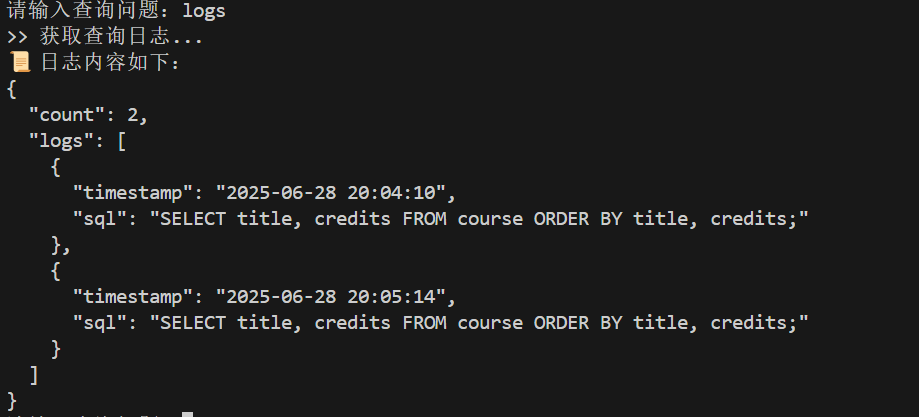 请输入查询问题：logs
>> 获取查询日志...
📜 日志内容如下：
{
  "count": 2,
  "logs": [
    {
      "timestamp": "2025-06-28 20:04:10",
      "sql": "SELECT title, credits FROM course ORDER BY title, credits;"
    },
    {
      "timestamp": "2025-06-28 20:05:14",
      "sql": "SELECT title, credits FROM course ORDER BY title, credits;"
    }
  ]
}